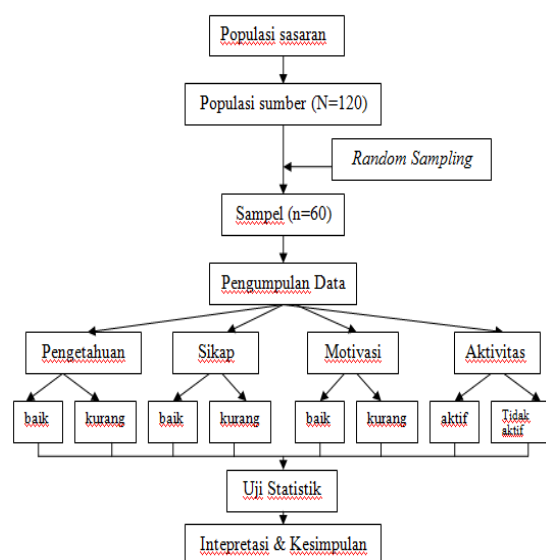 Populasi sasaran
Populasi sumber (N=120)
Random Sampling
Sampel (n=60)
Pengumpulan Data
Pengetahuan
Sikap
Motivasi
Aktivitas
baik
kurang
baik
kurang
baik
kurang
aktif
Tidak
aktif
Uji Statistik
Intepretasi & Kesimpulan